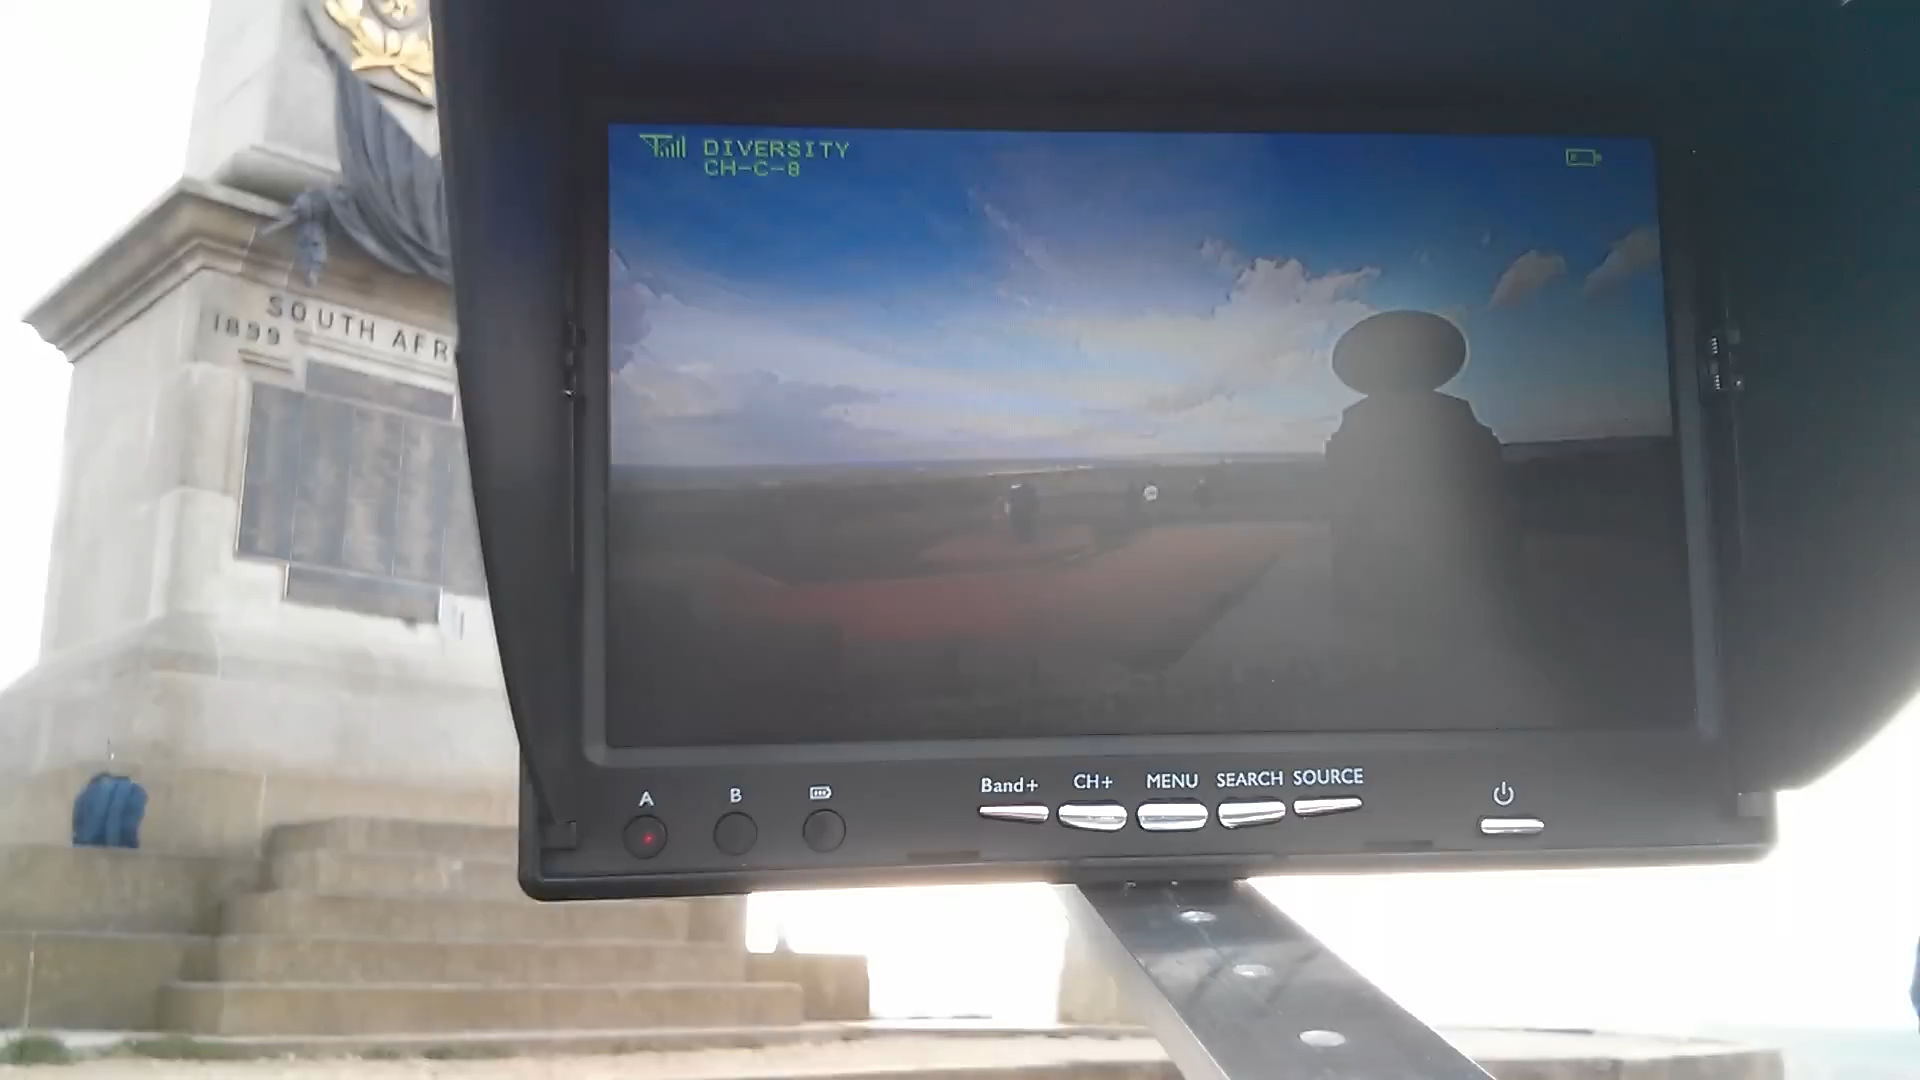 SOUTH AFR
1899
DIVERSITY
CH-C-8
A
B
Band+
CH+
MENU
SEARCH
SOURCE